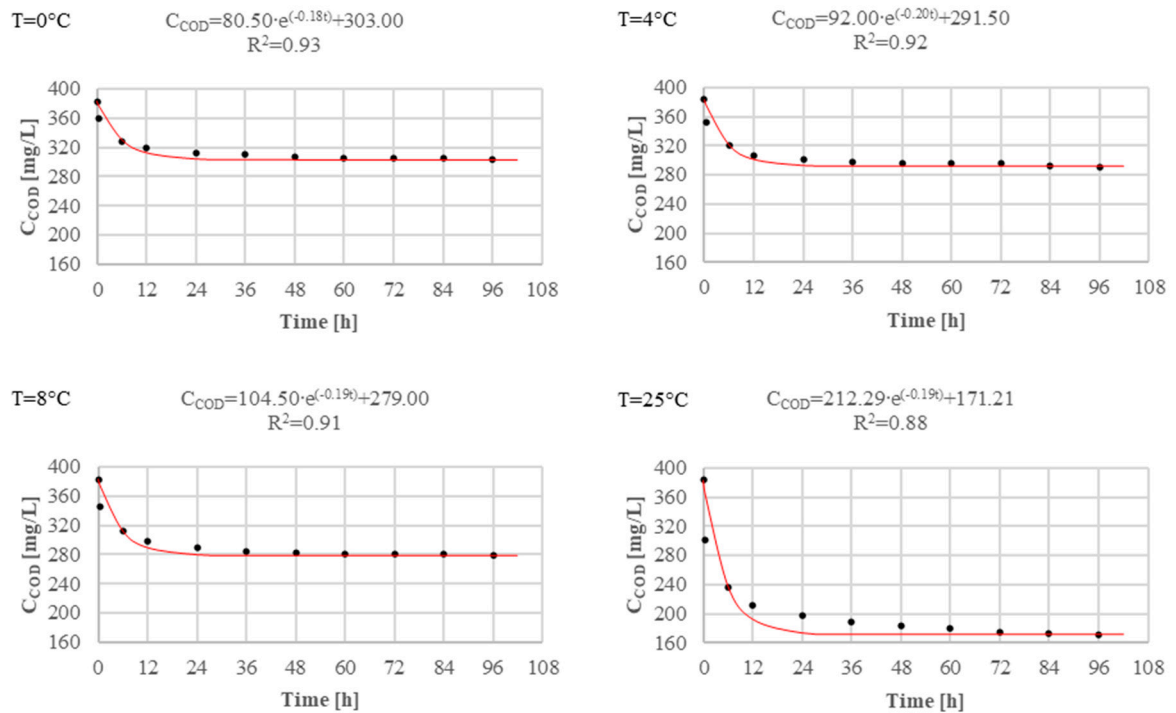 T=0°C
C_COD=80.50·e^(-0.18t)+303.00
R²=0.93
400
360
320
280
240
200
160
C_COD [mg/L]
0 12 24 36 48 60 72 84 96 108
Time [h]
T=4°C
C_COD=92.00·e^(-0.20t)+291.50
R²=0.92
400
360
320
280
240
200
160
C_COD [mg/L]
0 12 24 36 48 60 72 84 96 108
Time [h]
T=8°C
C_COD=104.50·e^(-0.19t)+279.00
R²=0.91
400
360
320
280
240
200
160
C_COD [mg/L]
0 12 24 36 48 60 72 84 96 108
Time [h]
T=25°C
C_COD=212.29·e^(-0.19t)+171.21
R²=0.88
400
360
320
280
240
200
160
C_COD [mg/L]
0 12 24 36 48 60 72 84 96 108
Time [h]